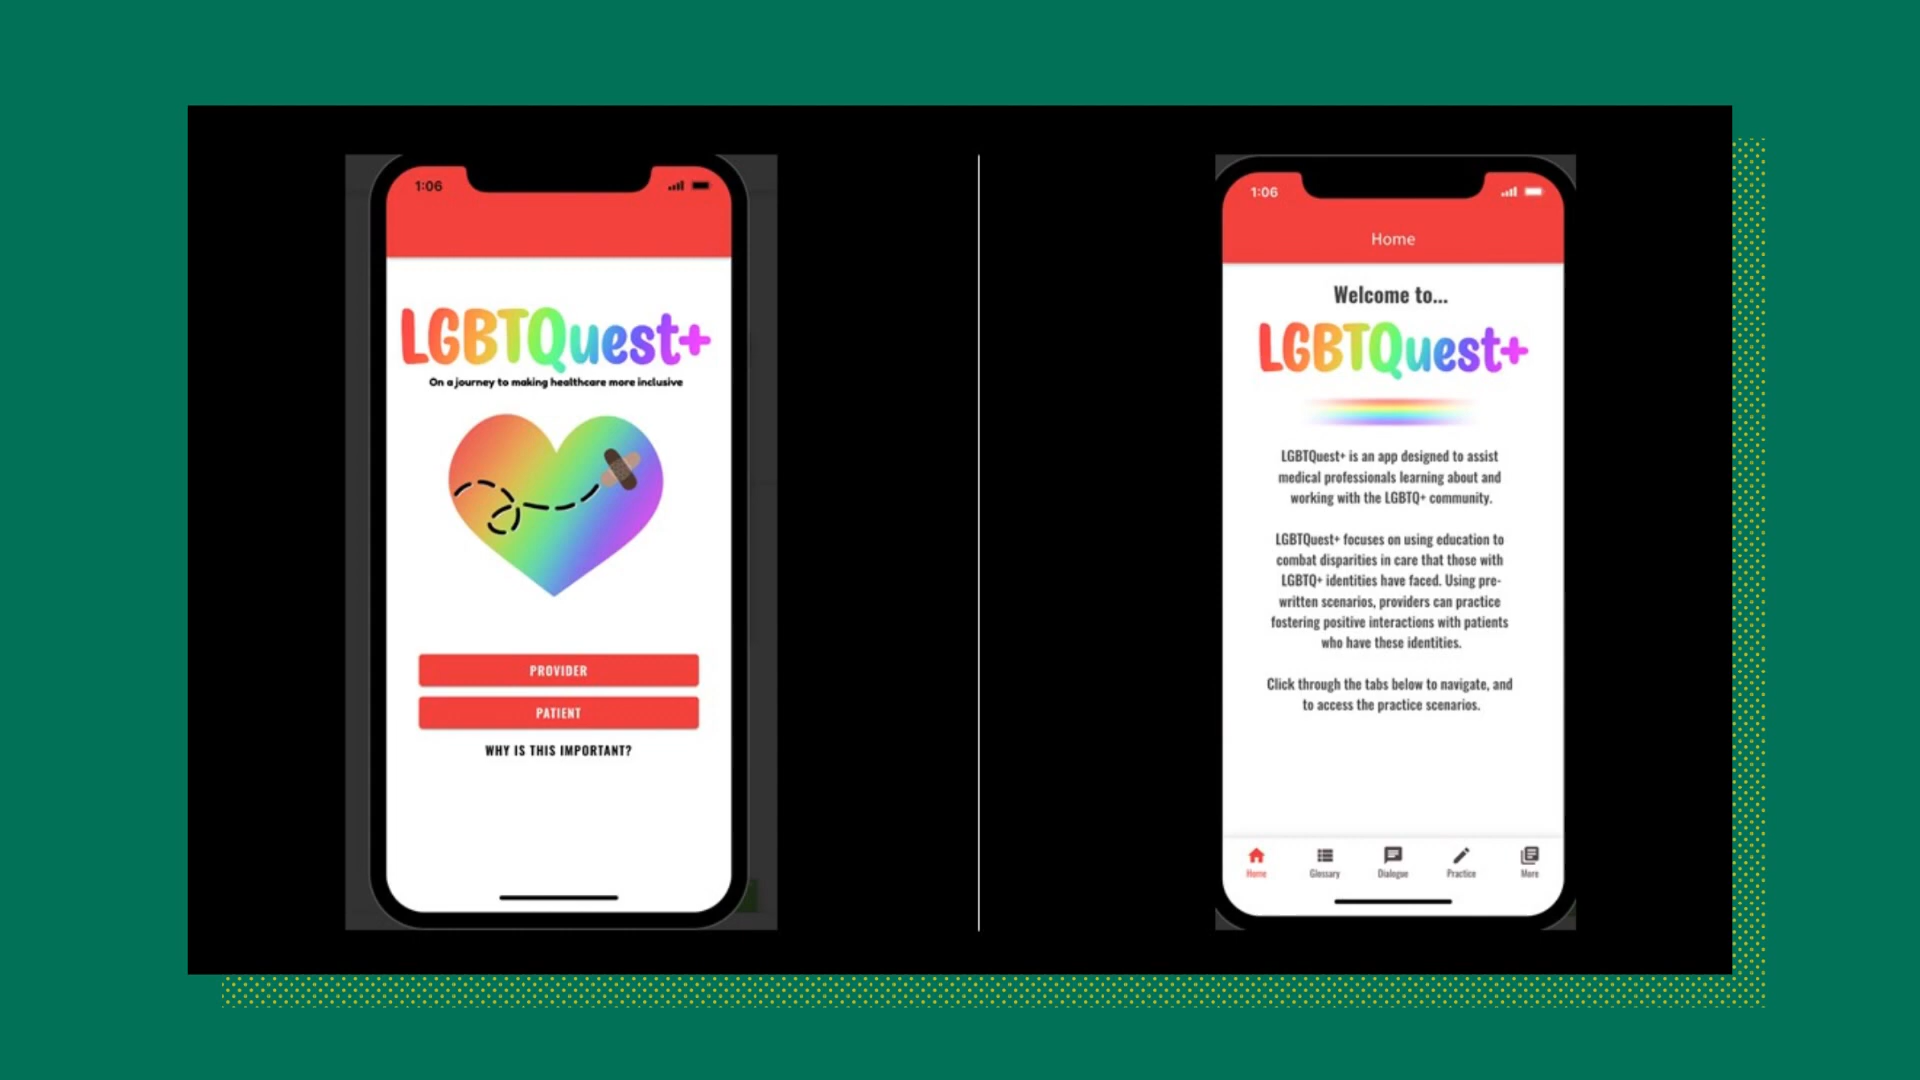 1:06
LGBTQuest+
On a journey to making healthcare more inclusive
PROVIDER
PATIENT
WHY IS THIS IMPORTANT?
1:06
Home
Welcome to...
LGBTQuest+
LGBTQuest+ is an app designed to assist
medical professionals learning about and
working with the LGBTQ+ community.
LGBTQuest+ focuses on using education to
combat disparities in care that those with
LGBTQ+ identities have faced. Using pre-
written scenarios, providers can practice
fostering positive interactions with patients
who have these identities.
Click through the tabs below to navigate, and
to access the practice scenarios.
Home Glossary Dialogue Practice More